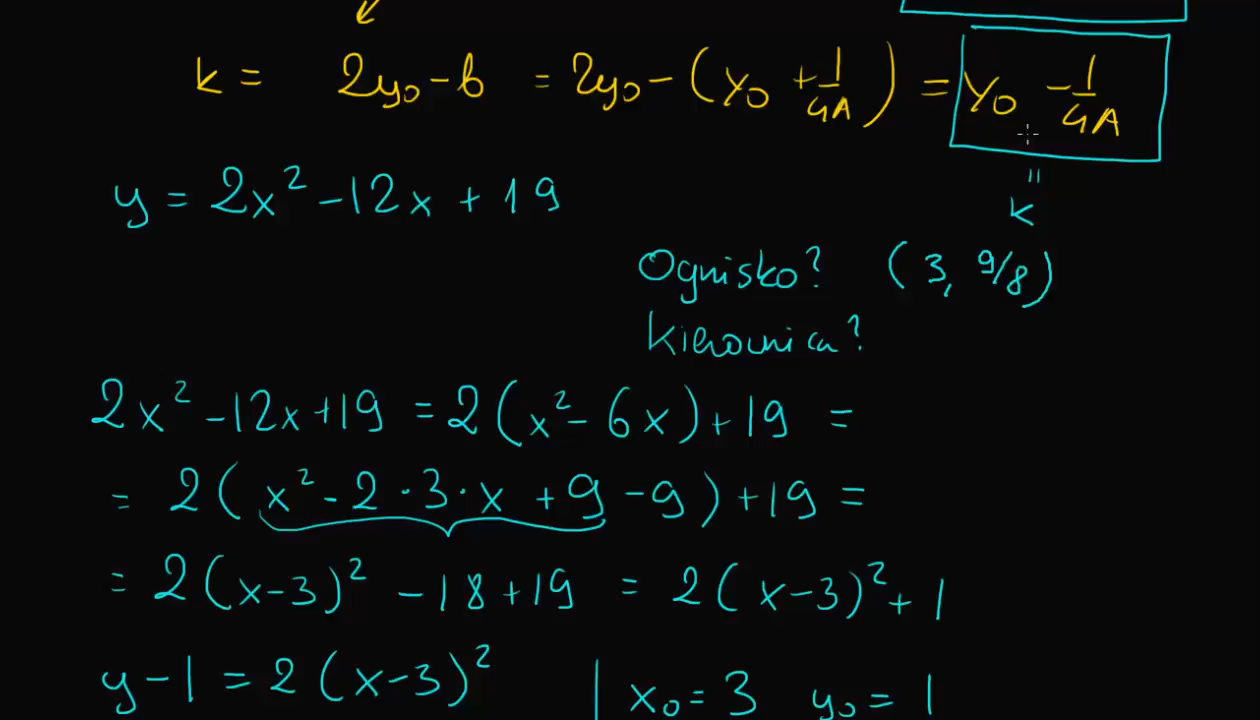 k = 2y₀ - b = 2y₀ - (y₀ + 1/4A) = y₀ - 1/4A
y = 2x² - 12x + 19
=
k
Ognisko? (3, 9/8)
kierownica?
2x² - 12x + 19 = 2(x² - 6x) + 19 =
= 2(x² - 2·3·x + 9 - 9) + 19 =
= 2(x-3)² - 18 + 19 = 2(x-3)² + 1
y - 1 = 2(x-3)² | x₀ = 3 y₀ = 1